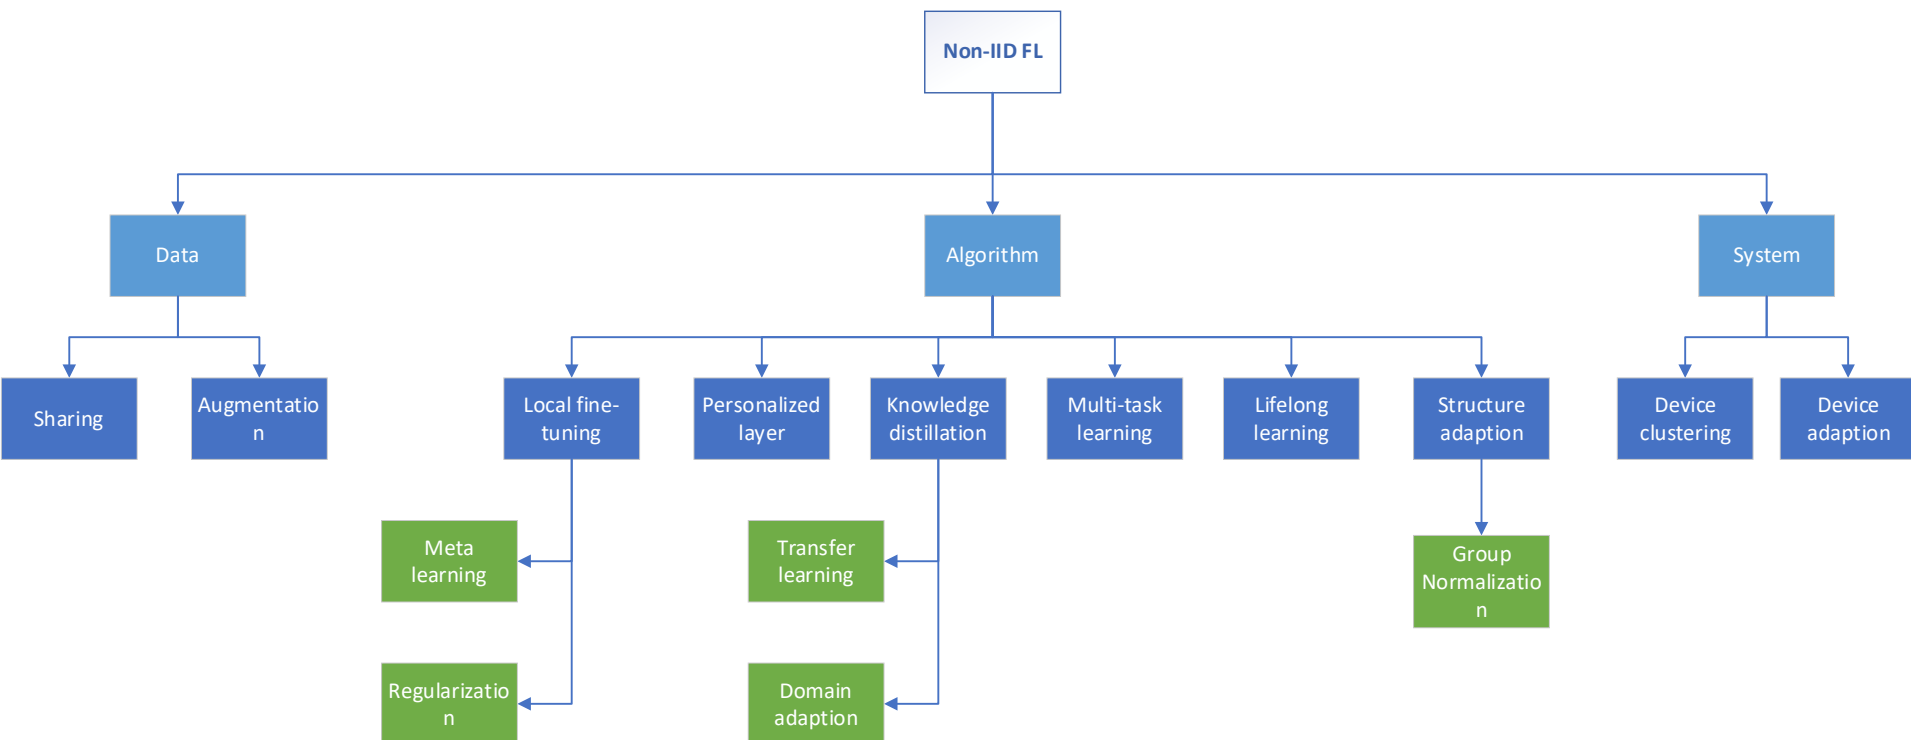 Non-IID FL
Data
Algorithm
System
Sharing
Augmentatio
n
Local fine-
tuning
Personalized
layer
Knowledge
distillation
Multi-task
learning
Lifelong
learning
Structure
adaption
Device
clustering
Device
adaption
Meta
learning
Transfer
learning
Group
Normalizatio
n
Regularizatio
n
Domain
adaption